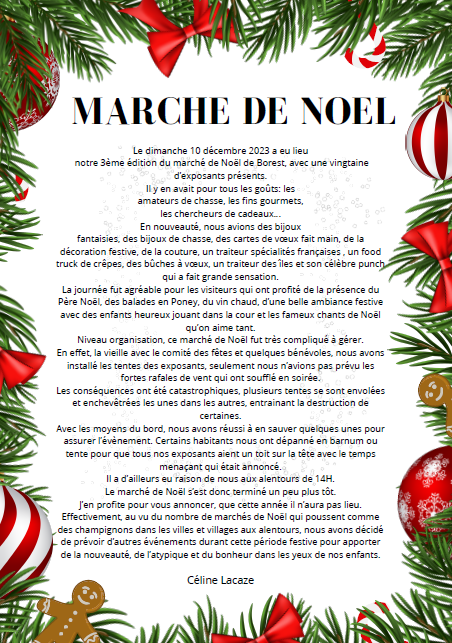 MARCHE DE NOEL
Le dimanche 10 décembre 2023 a eu lieu
notre 3ème édition du marché de Noël de Borest, avec une vingtaine
d'exposants présents.
Il y en avait pour tous les goûts: les
amateurs de chasse, les fins gourmets,
les chercheurs de cadeaux...
En nouveauté, nous avions des bijoux
fantaisies, des bijoux de chasse, des cartes de vœux fait main, de la
décoration festive, de la couture, un traiteur spécialités françaises , un food
truck de crêpes, des bûches à vœux, un traiteur des îles et son célèbre punch
qui a fait grande sensation.
La journée fut agréable pour les visiteurs qui ont profité de la présence du
Père Noël, des balades en Poney, du vin chaud, d'une belle ambiance festive
avec des enfants heureux jouant dans la cour et les fameux chants de Noël
qu'on aime tant.
Niveau organisation, ce marché de Noël fut très compliqué à gérer.
En effet, la vieille avec le comité des fêtes et quelques bénévoles, nous avons
installé les tentes des exposants, seulement nous n'avions pas prévu les
fortes rafales de vent qui ont soufflé en soirée.
Les conséquences ont été catastrophiques, plusieurs tentes se sont envolées
et enchevêtrées les unes dans les autres, entrainant la destruction de
certaines.
Avec les moyens du bord, nous avons réussi à en sauver quelques unes pour
assurer l'évènement. Certains habitants nous ont dépanné en barnum ou
tente pour que tous nos exposants aient un toit sur la tête avec le temps
menaçant qui était annoncé.
Il a d'ailleurs eu raison de nous aux alentours de 14H.
Le marché de Noël s'est donc terminé un peu plus tôt.
J'en profite pour vous annoncer, que cette année il n'aura pas lieu.
Effectivement, au vu du nombre de marchés de Noël qui poussent comme
des champignons dans les villes et villages aux alentours, nous avons décidé
de prévoir d'autres événements durant cette période festive pour apporter
de la nouveauté, de l'atypique et du bonheur dans les yeux de nos enfants.
Céline Lacaze